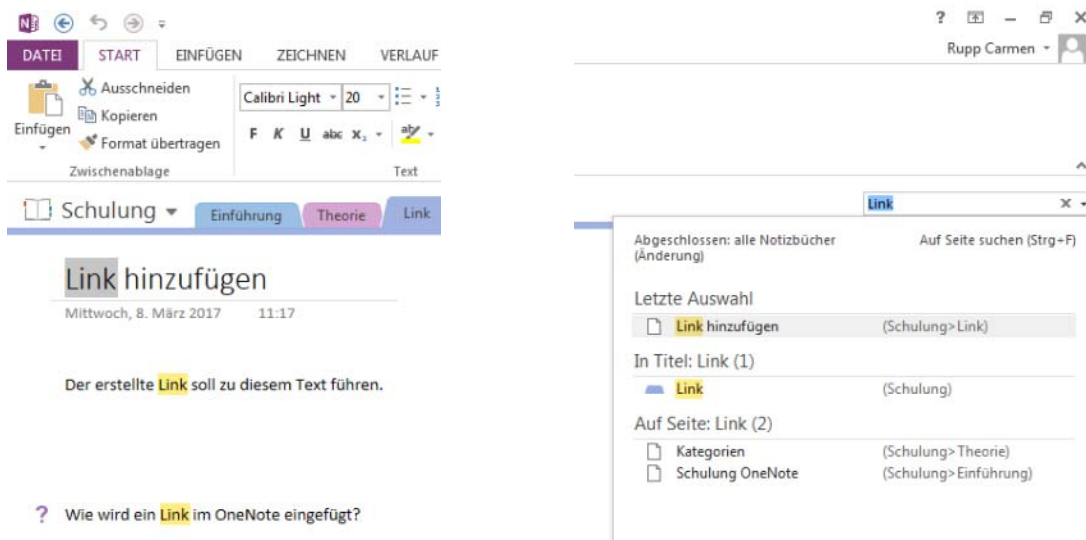 ?
Rupp Carmen
DATEI START EINFÜGEN ZEICHNEN VERLAUF
Einfügen
Ausschneiden
Kopieren
Format übertragen
Zwischenablage
Calibri Light 20
F K U abc X₂ ab
Text
Schulung Einführung Theorie Link
Link hinzufügen
Mittwoch, 8. März 2017 11:17
Der erstellte Link soll zu diesem Text führen.
? Wie wird ein Link im OneNote eingefügt?
Link x
Abgeschlossen: alle Notizbücher
(Änderung)
Auf Seite suchen (Strg+F)
Letzte Auswahl
Link hinzufügen (Schulung>Link)
In Titel: Link (1)
Link (Schulung)
Auf Seite: Link (2)
Kategorien (Schulung>Theorie)
Schulung OneNote (Schulung>Einführung)